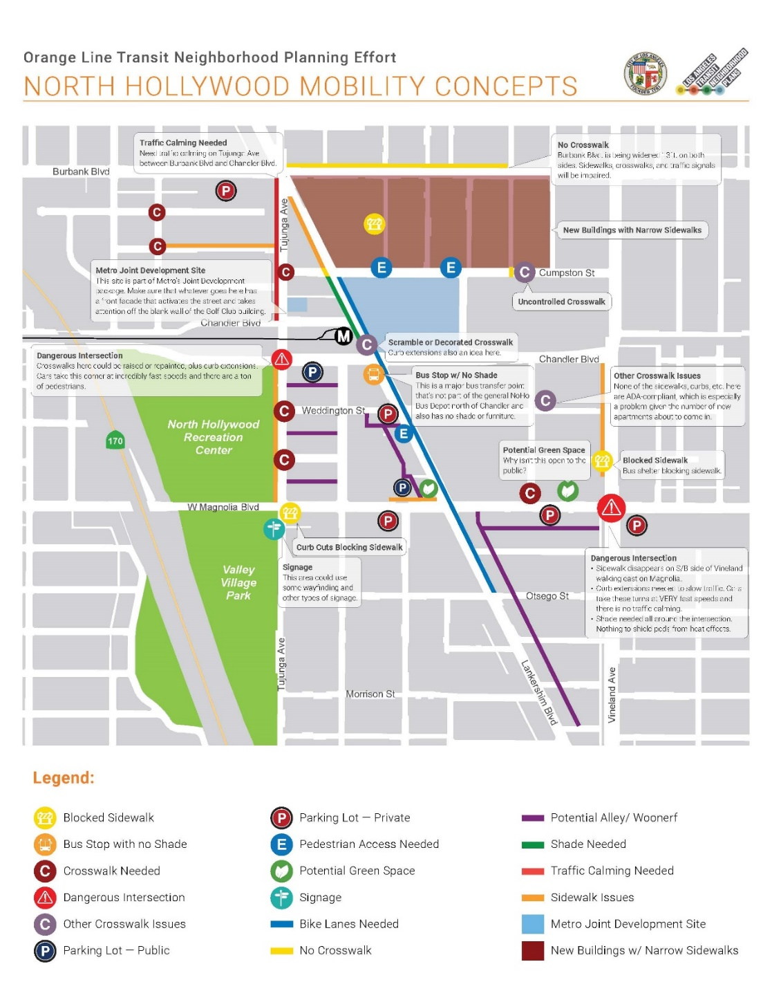 Orange Line Transit Neighborhood Planning Effort
NORTH HOLLYWOOD MOBILITY CONCEPTS
CITY OF LOS ANGELES
FOUNDED 1781
LOS ANGELES
TRANSIT
NEIGHBORHOOD
PLANS
Traffic Calming Needed
Need traffic calming on Tujunga Ave
between Burbank Blvd and Chandler Blvd.
No Crosswalk
Burbank Blvd. is being widened 13ft. on both
sides. Sidewalks, crosswalks, and traffic signals
will be impaired.
Burbank Blvd
P
C
C
Tujunga Ave
New Buildings with Narrow Sidewalks
Metro Joint Development Site
This site is part of Metro's Joint Development
package. Make sure that whatever goes here has
a front facade that activates the street and takes
attention off the blank wall of the Golf Club building.
C
E
E
C
Cumpston St
Uncontrolled Crosswalk
Chandler Blvd
M
C
Scramble or Decorated Crosswalk
Curb extensions also an idea here.
Dangerous Intersection
Crosswalks here could be raised or repainted, plus curb extensions.
Cars take this corner at incredibly fast speeds and there are a ton
of pedestrians.
P
Chandler Blvd
Bus Stop w/ No Shade
This is a major bus transfer point
that's not part of the general NoHo
Bus Depot north of Chandler and
also has no shade or furniture.
C
Other Crosswalk Issues
None of the sidewalks, curbs, etc. here
are ADA-compliant, which is especially
a problem given the number of new
apartments about to come in.
C
Weddington St
P
E
North Hollywood
Recreation
Center
170
C
Potential Green Space
Why isn't this open to the
public?
Blocked Sidewalk
Bus shelter blocking sidewalk.
P
C
W Magnolia Blvd
P
P
P
Curb Cuts Blocking Sidewalk
Signage
This area could use
some wayfinding and
other types of signage.
Valley
Village
Park
Dangerous Intersection
• Sidewalk disappears on S/B side of Vineland
walking east on Magnolia.
• Curb extensions needed to slow traffic. Cars
take these turns at VERY fast speeds and
there is no traffic calming.
• Shade needed all around the intersection.
Nothing to shield peds from heat effects.
Otsego St
Tujunga Ave
Lankershim Blvd
Vineland Ave
Morrison St
Legend:
Blocked Sidewalk
Bus Stop with no Shade
C Crosswalk Needed
Dangerous Intersection
C Other Crosswalk Issues
P Parking Lot — Public
P Parking Lot — Private
E Pedestrian Access Needed
Potential Green Space
Signage
Bike Lanes Needed
No Crosswalk
Potential Alley/ Woonerf
Shade Needed
Traffic Calming Needed
Sidewalk Issues
Metro Joint Development Site
New Buildings w/ Narrow Sidewalks